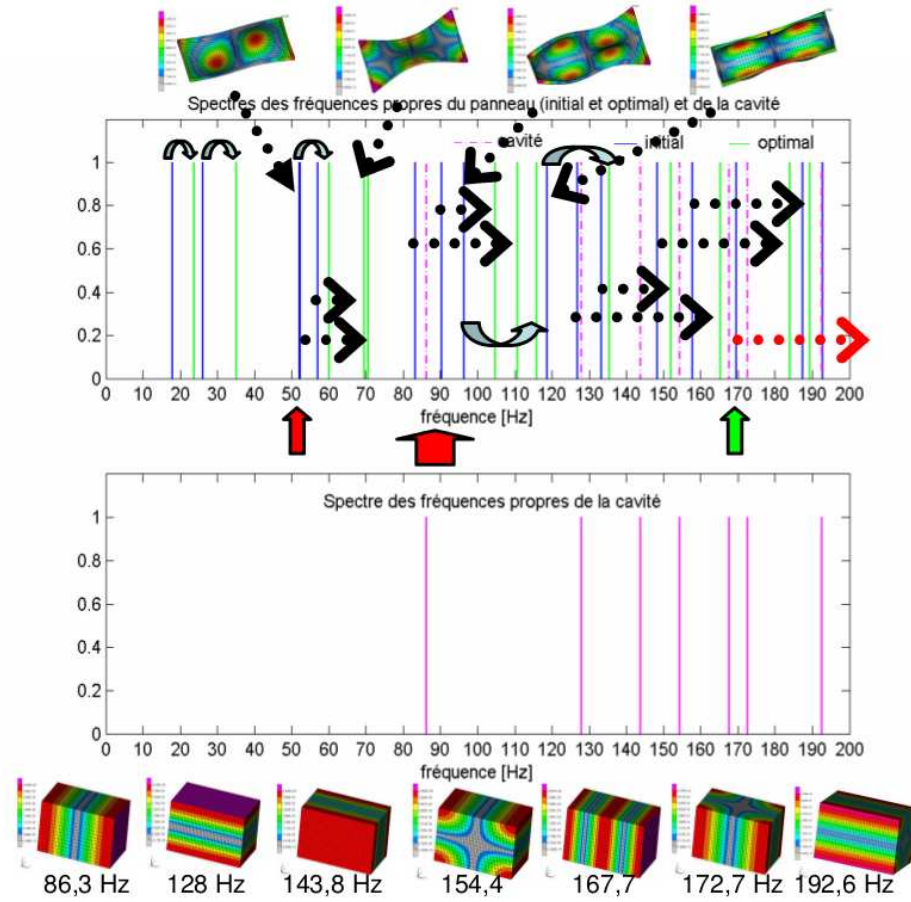 Spectres des fréquences propres du panneau (initial et optimal) et de la cavité
cavité initial optimal
1
0.8
0.6
0.4
0.2
0
0 10 20 30 40 50 60 70 80 90 100 110 120 130 140 150 160 170 180 190 200
fréquence [Hz]
Spectre des fréquences propres de la cavité
1
0.8
0.6
0.4
0.2
0
0 10 20 30 40 50 60 70 80 90 100 110 120 130 140 150 160 170 180 190 200
fréquence [Hz]
86,3 Hz 128 Hz 143,8 Hz 154,4 167,7 172,7 Hz 192,6 Hz